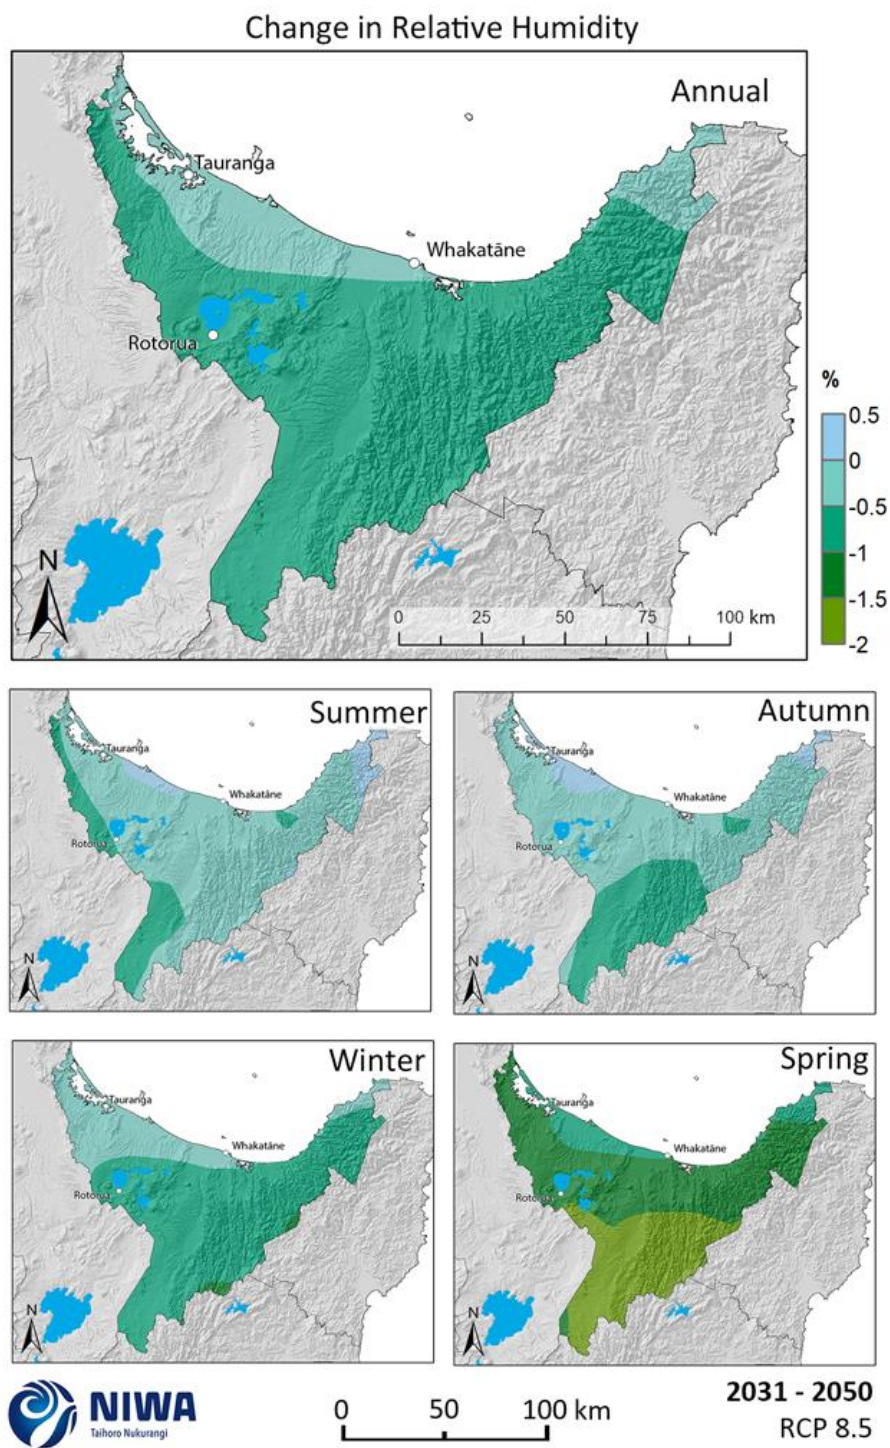 Change in Relative Humidity
Annual
Tauranga
Whakatāne
Rotorua
%
0.5
0
-0.5
-1
-1.5
-2
N
0 25 50 75 100 km
Summer
Tauranga
Whakatāne
Rotorua
N
Autumn
Tauranga
Whakatāne
Rotorua
N
Winter
Tauranga
Whakatāne
Rotorua
N
Spring
Tauranga
Whakatāne
Rotorua
N
NIWA
Taihoro Nukurangi
0 50 100 km
2031 - 2050
RCP 8.5